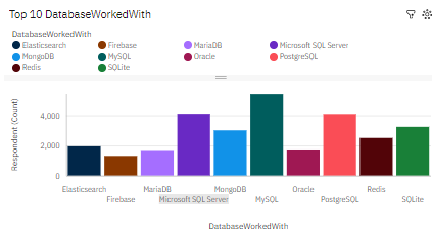 Top 10 DatabaseWorkedWith
DatabaseWorkedWith
Elasticsearch Firebase MariaDB Microsoft SQL Server
MongoDB MySQL Oracle PostgreSQL
Redis SQLite
Respondent (Count)
4,000
2,000
0
Elasticsearch MariaDB MongoDB Oracle Redis
Firebase Microsoft SQL Server MySQL PostgreSQL SQLite
DatabaseWorkedWith